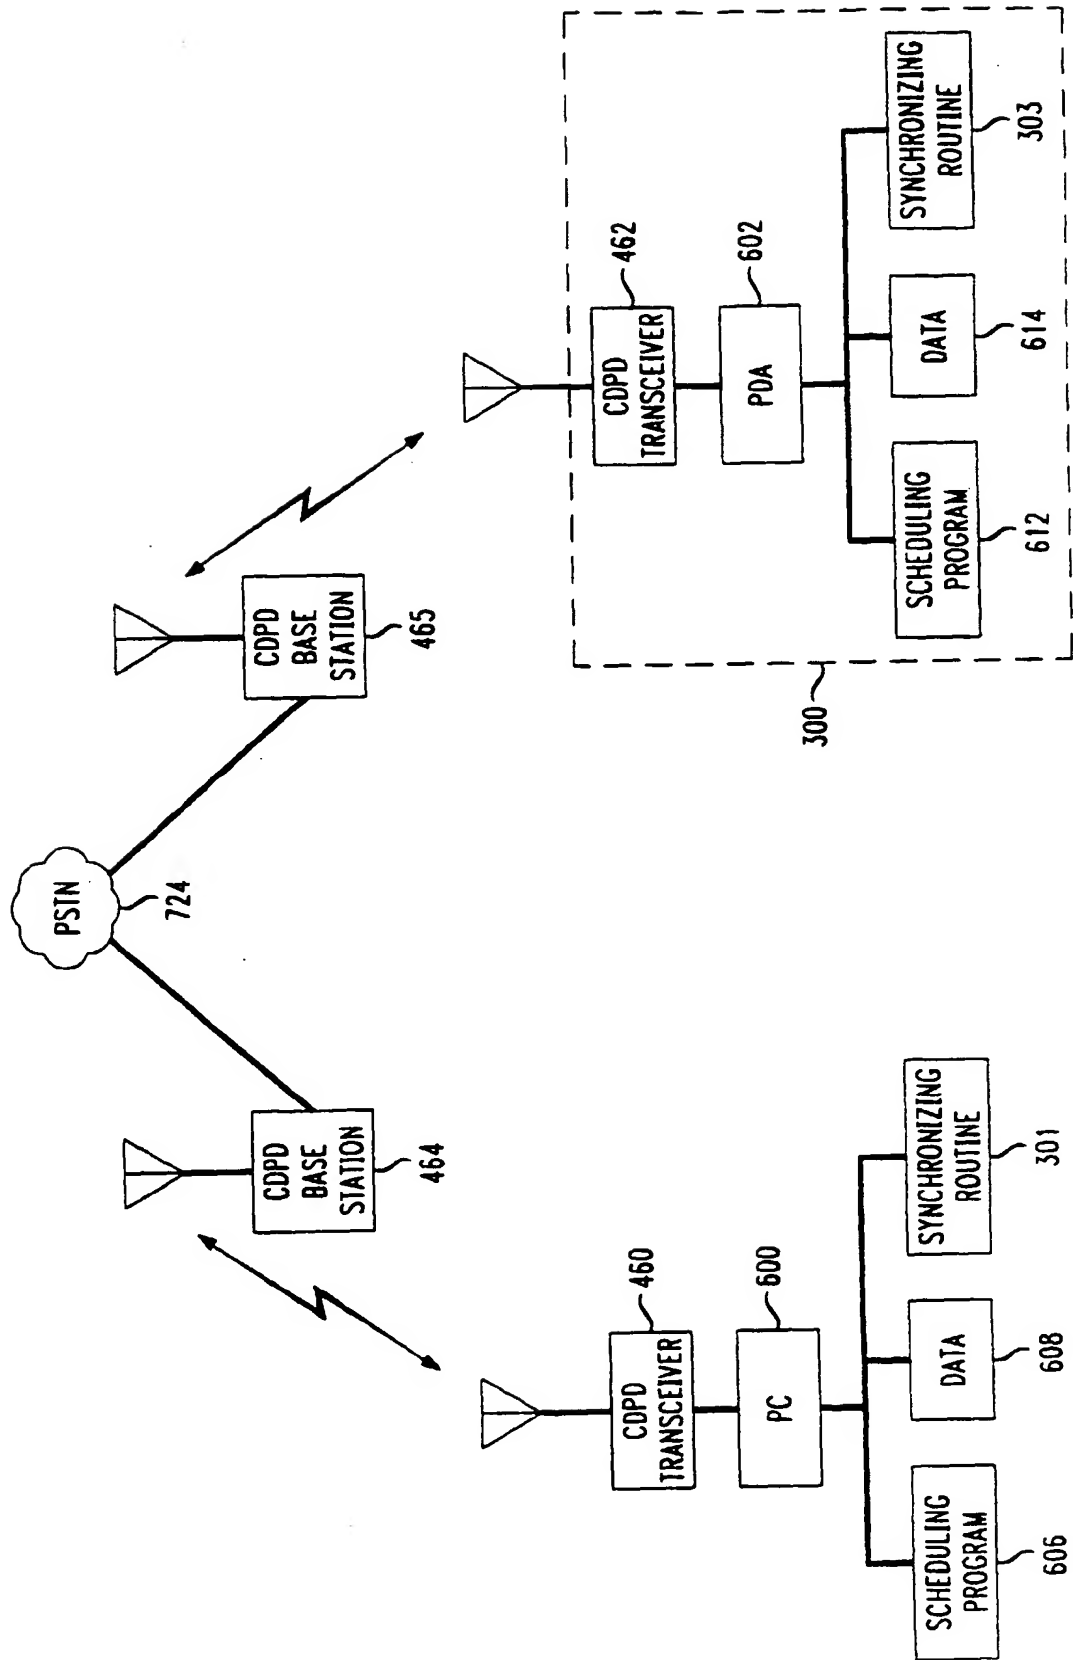 PSTN
724
CDPD
BASE
STATION
464
CDPD
BASE
STATION
465
CDPD
TRANSCEIVER
460
PC
600
SCHEDULING
PROGRAM
606
DATA
608
SYNCHRONIZING
ROUTINE
301
300
CDPD
TRANSCEIVER
462
PDA
602
SCHEDULING
PROGRAM
612
DATA
614
SYNCHRONIZING
ROUTINE
303